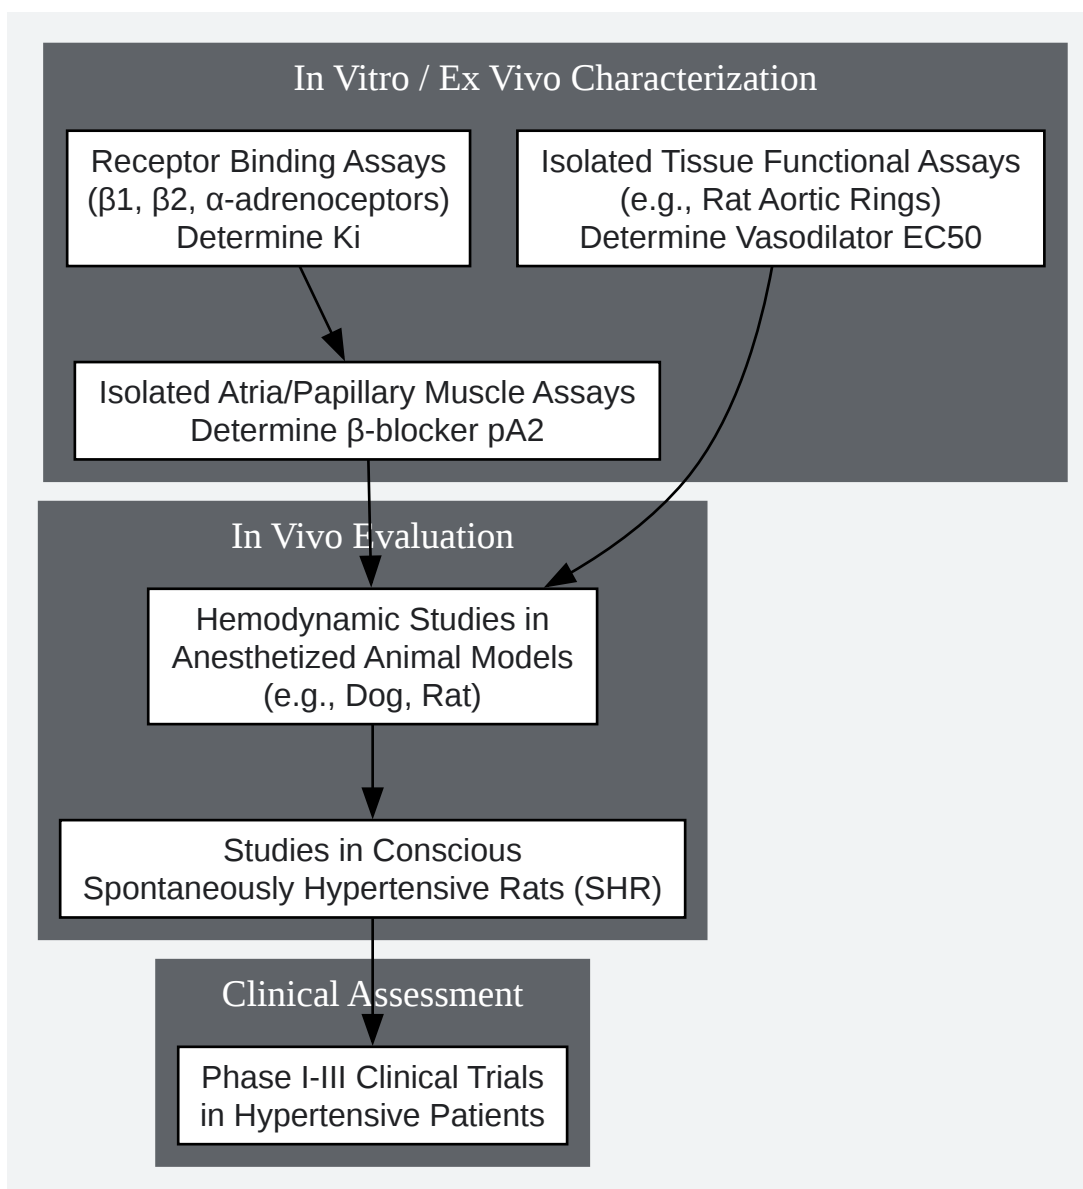 In Vitro / Ex Vivo Characterization
Receptor Binding Assays
(β1, β2, α-adrenoceptors)
Determine Ki
Isolated Tissue Functional Assays
(e.g., Rat Aortic Rings)
Determine Vasodilator EC50
Isolated Atria/Papillary Muscle Assays
Determine β-blocker pA2
In Vivo Evaluation
Hemodynamic Studies in
Anesthetized Animal Models
(e.g., Dog, Rat)
Studies in Conscious
Spontaneously Hypertensive Rats (SHR)
Clinical Assessment
Phase I-III Clinical Trials
in Hypertensive Patients